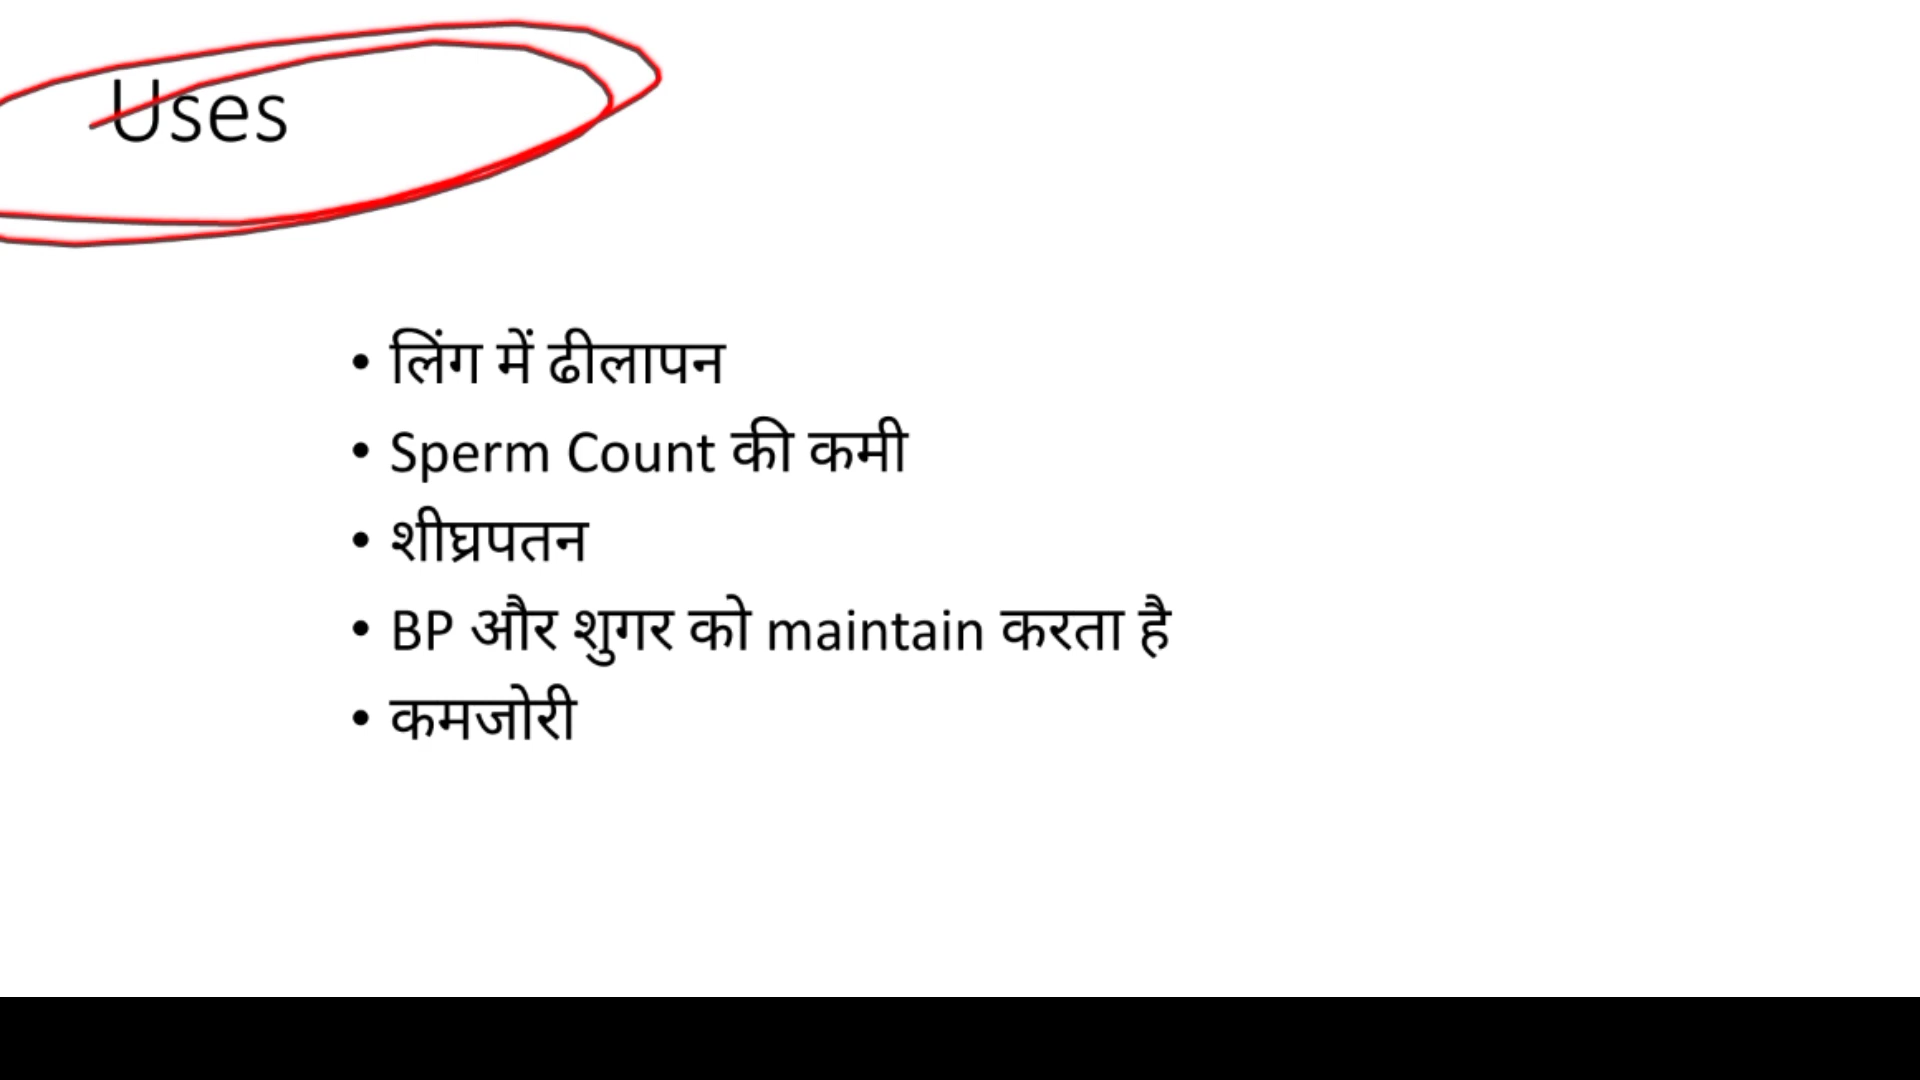 Uses
• लिंग में ढीलापन
• Sperm Count की कमी
• शीघ्रपतन
• BP और शुगर को maintain करता है
• कमजोरी